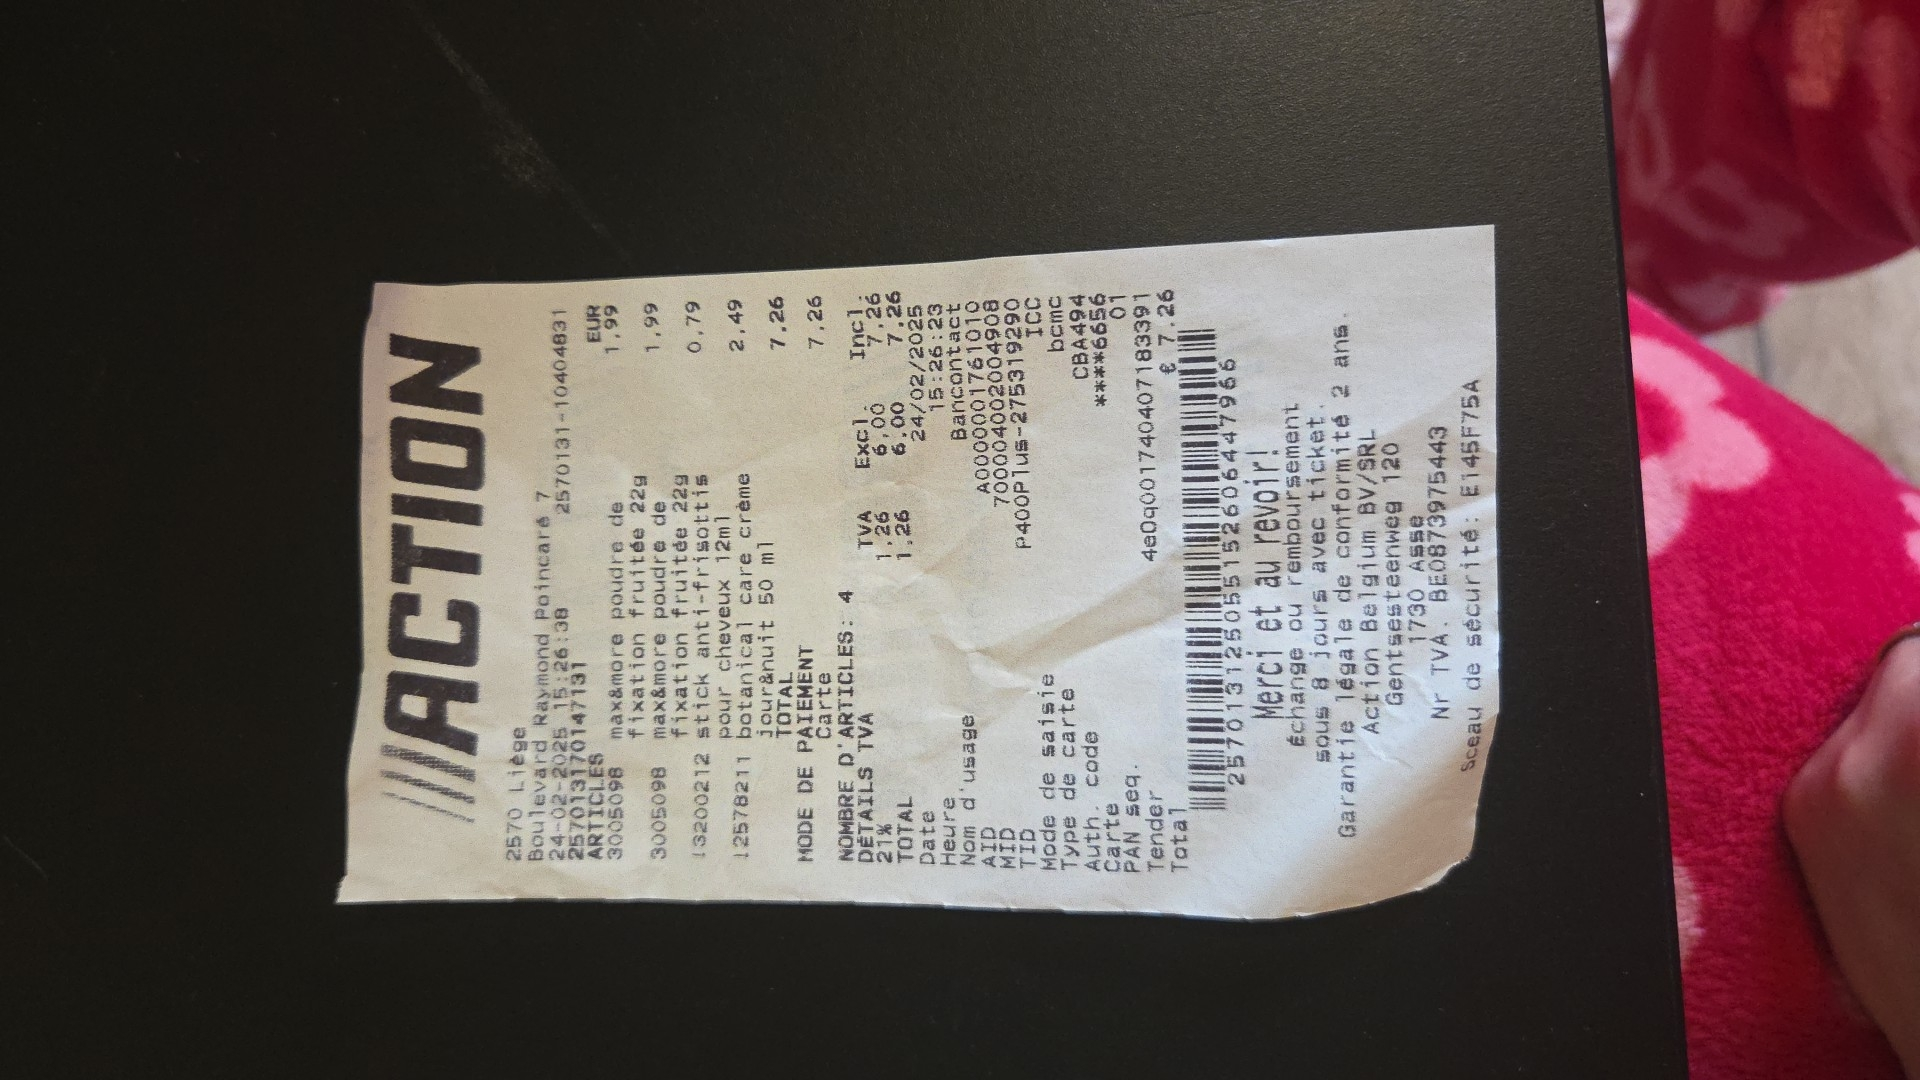 ACTION
2570 Liège
Boulevard Raymond Poincaré 7
24-02-2025 15:26:38 2570131-10404831
257013170147131
ARTICLES EUR
3005098 max&more poudre de 1,99
fixation fruitée 22g
3005098 max&more poudre de 1,99
fixation fruitée 22g
13200212 stick anti-frisottis 0,79
pour cheveux 12ml
12578211 botanical care crème 2,49
jour&nuit 50 ml
TOTAL 7,26
MODE DE PAIEMENT
Carte 7,26
NOMBRE D'ARTICLES: 4
DÉTAILS TVA TVA Excl. Incl.
21% 1,26 6,00 7,26
TOTAL 1,26 6,00 7,26
Date 24/02/2025
Heure 15:26:23
Nom d'usage Bancontact
AID A0000001761010
MID 70004002004908
TID P400Plus-275319290
Mode de saisie ICC
Type de carte bcmc
Auth. code CBA494
Carte ****6656
PAN seq. 01
Tender 4e0q001740407183391
Total € 7.26
Merci et au revoir!
Échange ou remboursement
sous 8 jours avec ticket.
Garantie légale de conformité 2 ans.
Action Belgium BV/SRL
Gentsesteenweg 120
1730 Asse
Nr TVA. BE0873975443
Sceau de sécurité: E145F75A